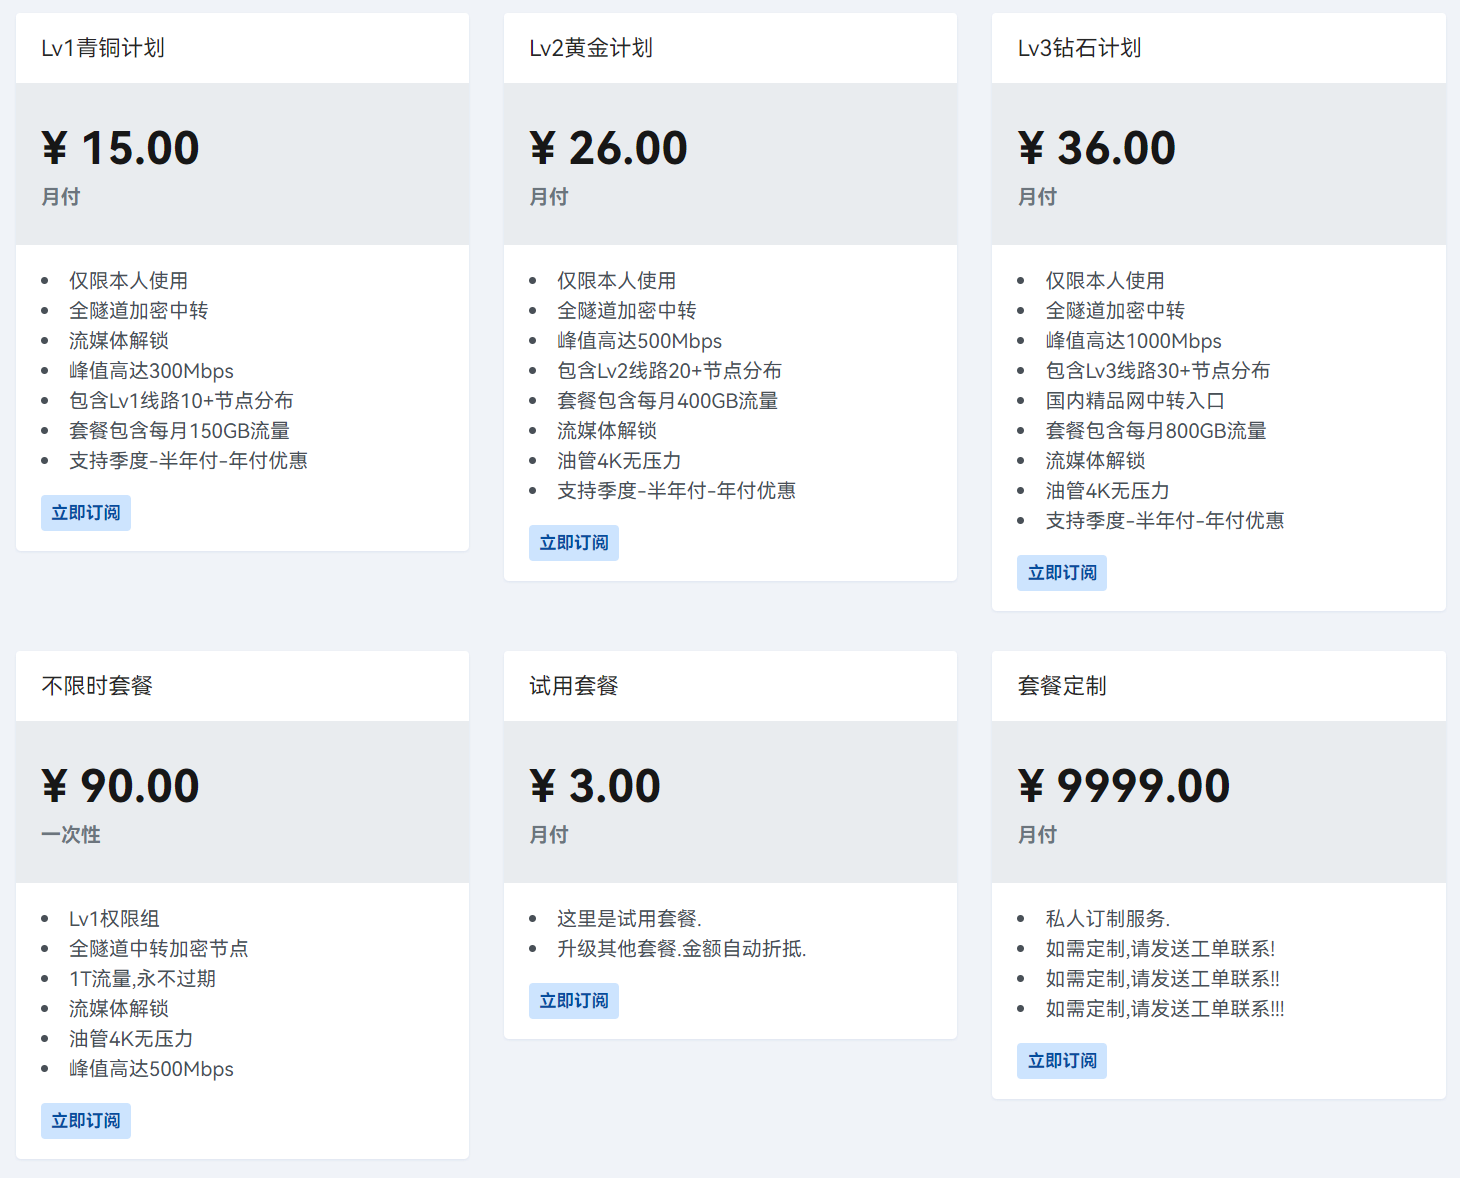 Lv1青铜计划
¥ 15.00
月付
仅限本人使用
全隧道加密中转
流媒体解锁
峰值高达300Mbps
包含Lv1线路10+节点分布
套餐包含每月150GB流量
支持季度-半年付-年付优惠
立即订阅
Lv2黄金计划
¥ 26.00
月付
仅限本人使用
全隧道加密中转
峰值高达500Mbps
包含Lv2线路20+节点分布
套餐包含每月400GB流量
流媒体解锁
油管4K无压力
支持季度-半年付-年付优惠
立即订阅
Lv3钻石计划
¥ 36.00
月付
仅限本人使用
全隧道加密中转
峰值高达1000Mbps
包含Lv3线路30+节点分布
国内精品网中转入口
套餐包含每月800GB流量
流媒体解锁
油管4K无压力
支持季度-半年付-年付优惠
立即订阅
不限时套餐
¥ 90.00
一次性
Lv1权限组
全隧道中转加密节点
1T流量,永不过期
流媒体解锁
油管4K无压力
峰值高达500Mbps
立即订阅
试用套餐
¥ 3.00
月付
这里是试用套餐.
升级其他套餐.金额自动折抵.
立即订阅
套餐定制
¥ 9999.00
月付
私人订制服务.
如需定制,请发送工单联系!
如需定制,请发送工单联系!!
如需定制,请发送工单联系!!!
立即订阅